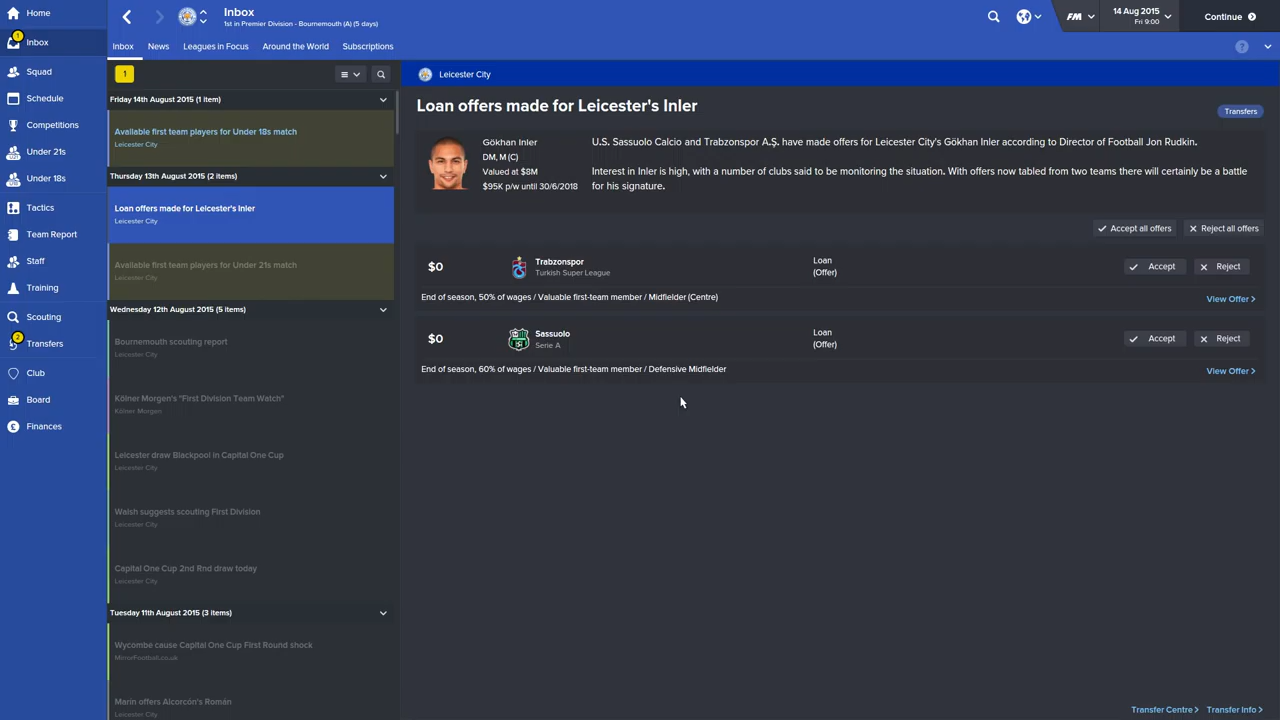 Home
1
Inbox
Squad
Schedule
Competitions
Under 21s
Under 18s
Tactics
Team Report
Staff
Training
Scouting
2
Transfers
Club
Board
Finances
Inbox
1st in Premier Division - Bournemouth (A) (5 days)
FM
14 Aug 2015
Fri 9:00
Continue
Inbox
News
Leagues in Focus
Around the World
Subscriptions
?
1
Friday 14th August 2015 (1 item)
Available first team players for Under 18s match
Leicester City
Thursday 13th August 2015 (2 items)
Loan offers made for Leicester's Inler
Leicester City
Available first team players for Under 21s match
Leicester City
Wednesday 12th August 2015 (5 items)
Bournemouth scouting report
Leicester City
Kölner Morgen's "First Division Team Watch"
Kölner Morgen
Leicester draw Blackpool in Capital One Cup
Leicester City
Walsh suggests scouting First Division
Leicester City
Capital One Cup 2nd Rnd draw today
Leicester City
Tuesday 11th August 2015 (3 items)
Wycombe cause Capital One Cup First Round shock
MinorFootball.co.uk
Marín offers Alcorcón's Román
Leicester City
Leicester City
Loan offers made for Leicester's Inler
Transfers
Gökhan Inler
DM, M (C)
Valued at $8M
$95K p/w until 30/6/2018
U.S. Sassuolo Calcio and Trabzonspor A.Ş. have made offers for Leicester City's Gökhan Inler according to Director of Football Jon Rudkin.
Interest in Inler is high, with a number of clubs said to be monitoring the situation. With offers now tabled from two teams there will certainly be a battle
for his signature.
Accept all offers
Reject all offers
$0
Trabzonspor
Turkish Super League
Loan
(Offer)
Accept
Reject
End of season, 50% of wages / Valuable first-team member / Midfielder (Centre)
View Offer >
$0
Sassuolo
Serie A
Loan
(Offer)
Accept
Reject
End of season, 60% of wages / Valuable first-team member / Defensive Midfielder
View Offer >
Transfer Centre >
Transfer Info >